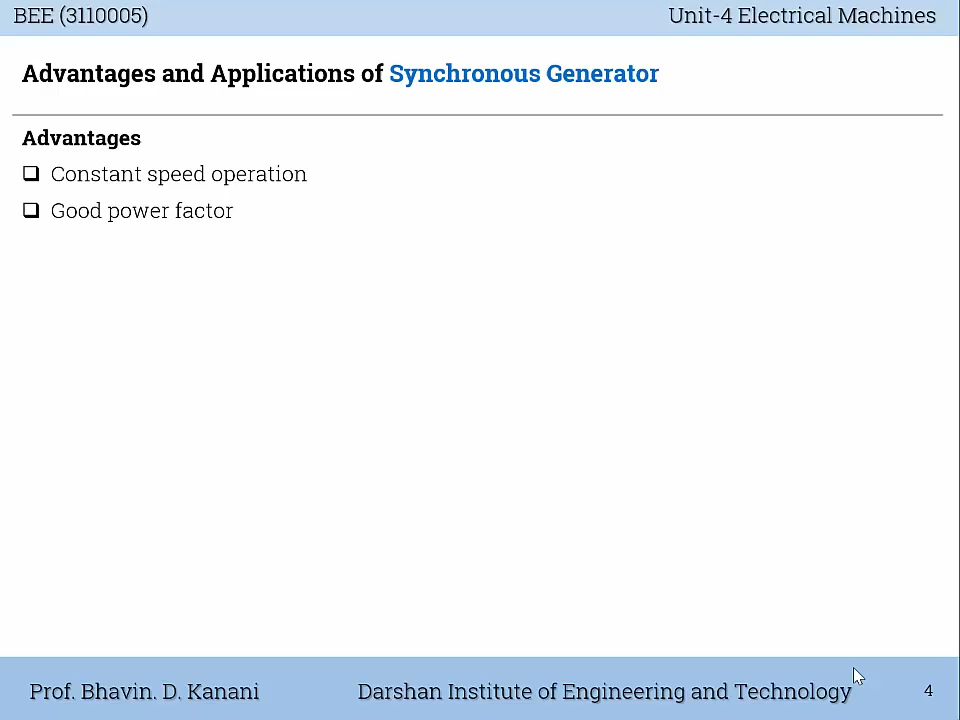 BEE (3110005)
Unit-4 Electrical Machines
Advantages and Applications of Synchronous Generator
Advantages
Constant speed operation
Good power factor
Prof. Bhavin. D. Kanani
Darshan Institute of Engineering and Technology
4